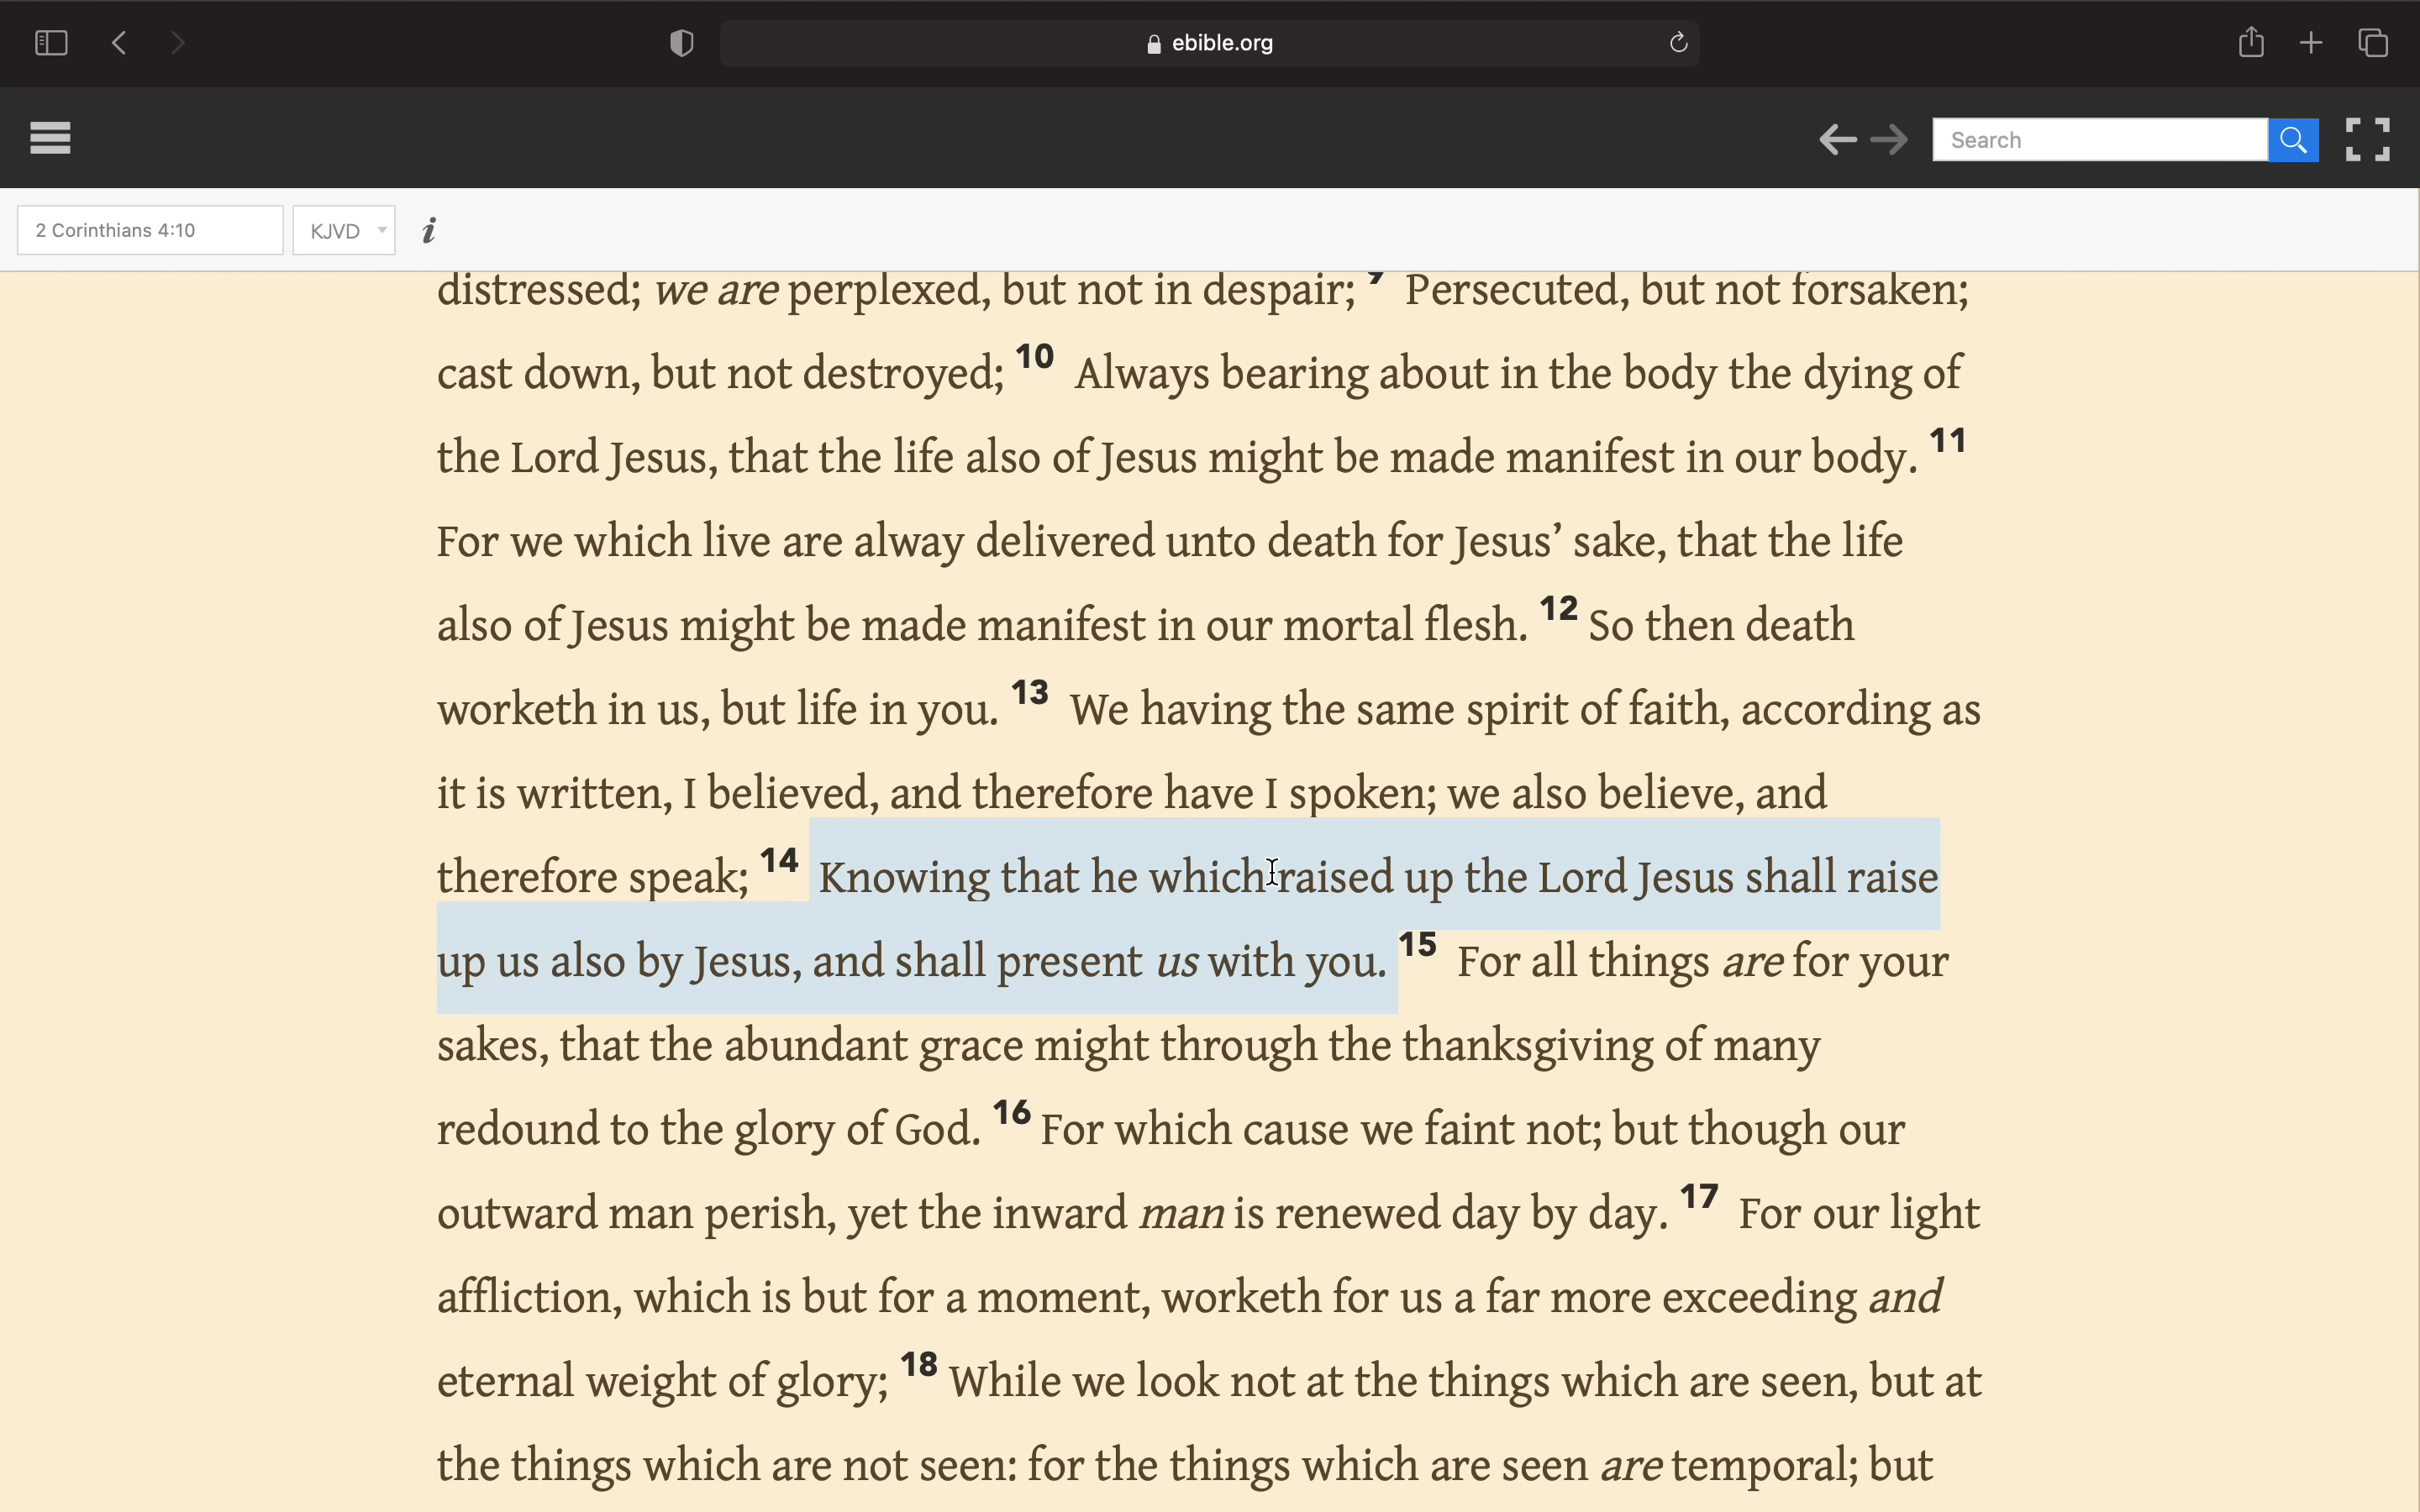 ebible.org
Search
2 Corinthians 4:10 KJVD i
distressed; we are perplexed, but not in despair; 9 Persecuted, but not forsaken;
cast down, but not destroyed; 10 Always bearing about in the body the dying of
the Lord Jesus, that the life also of Jesus might be made manifest in our body. 11
For we which live are alway delivered unto death for Jesus’ sake, that the life
also of Jesus might be made manifest in our mortal flesh. 12 So then death
worketh in us, but life in you. 13 We having the same spirit of faith, according as
it is written, I believed, and therefore have I spoken; we also believe, and
therefore speak; 14 Knowing that he which raised up the Lord Jesus shall raise
up us also by Jesus, and shall present us with you. 15 For all things are for your
sakes, that the abundant grace might through the thanksgiving of many
redound to the glory of God. 16 For which cause we faint not; but though our
outward man perish, yet the inward man is renewed day by day. 17 For our light
affliction, which is but for a moment, worketh for us a far more exceeding and
eternal weight of glory; 18 While we look not at the things which are seen, but at
the things which are not seen: for the things which are seen are temporal; but